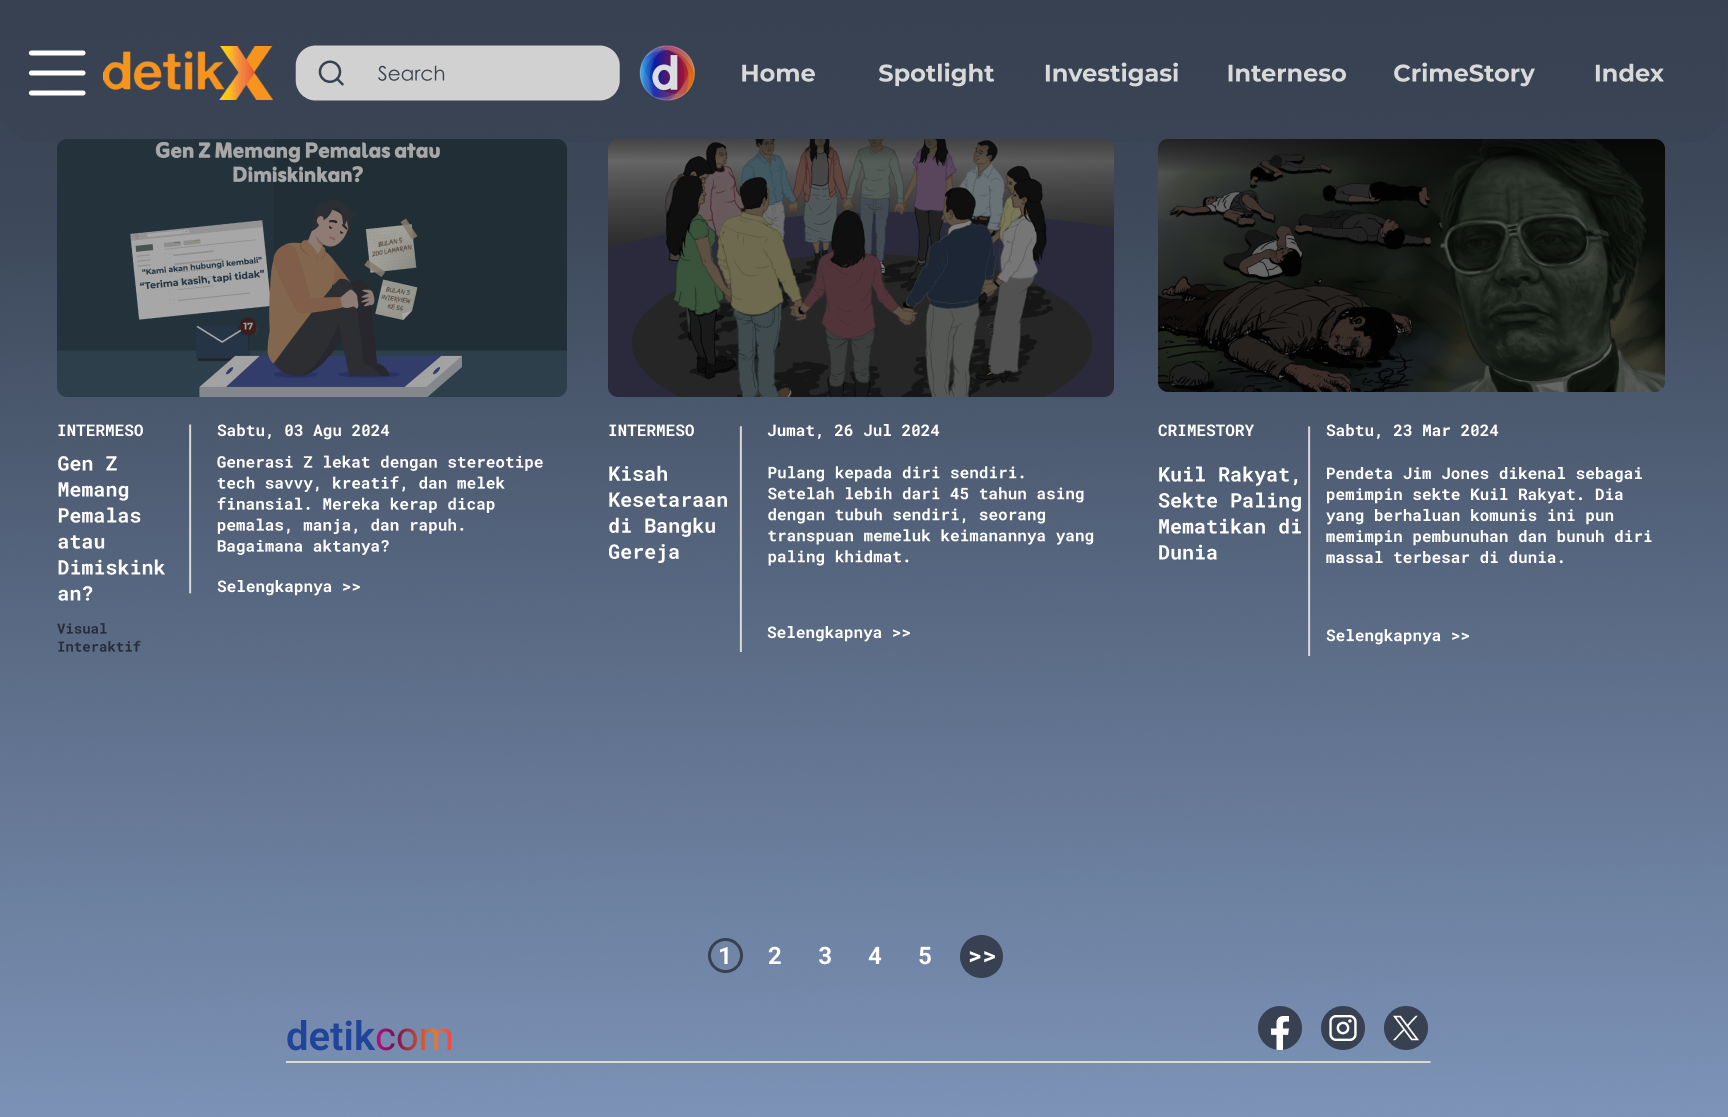 detikX
Search
d
Home
Spotlight
Investigasi
Interneso
CrimeStory
Index
Gen Z Memang Pemalas atau
Dimiskinkan?
"Kami akan hubungi kembali"
"Terima kasih, tapi tidak"
BULAN 5
200 LAMARAN
BULAN 5
INTERVIEW
KE 56
17
INTERMESO
Gen Z
Memang
Pemalas
atau
Dimiskink
an?
Visual
Interaktif
Sabtu, 03 Agu 2024
Generasi Z lekat dengan stereotipe
tech savvy, kreatif, dan melek
finansial. Mereka kerap dicap
pemalas, manja, dan rapuh.
Bagaimana aktanya?
Selengkapnya >>
INTERMESO
Kisah
Kesetaraan
di Bangku
Gereja
Jumat, 26 Jul 2024
Pulang kepada diri sendiri.
Setelah lebih dari 45 tahun asing
dengan tubuh sendiri, seorang
transpuan memeluk keimanannya yang
paling khidmat.
Selengkapnya >>
CRIMESTORY
Kuil Rakyat,
Sekte Paling
Mematikan di
Dunia
Sabtu, 23 Mar 2024
Pendeta Jim Jones dikenal sebagai
pemimpin sekte Kuil Rakyat. Dia
yang berhaluan komunis ini pun
memimpin pembunuhan dan bunuh diri
massal terbesar di dunia.
Selengkapnya >>
1 2 3 4 5 >>
detikcom